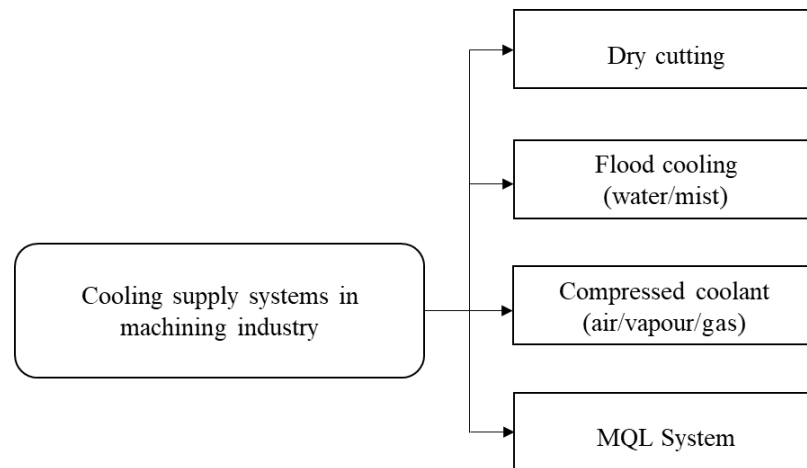 Dry cutting
Flood cooling
(water/mist)
Cooling supply systems in
machining industry
Compressed coolant
(air/vapour/gas)
MQL System